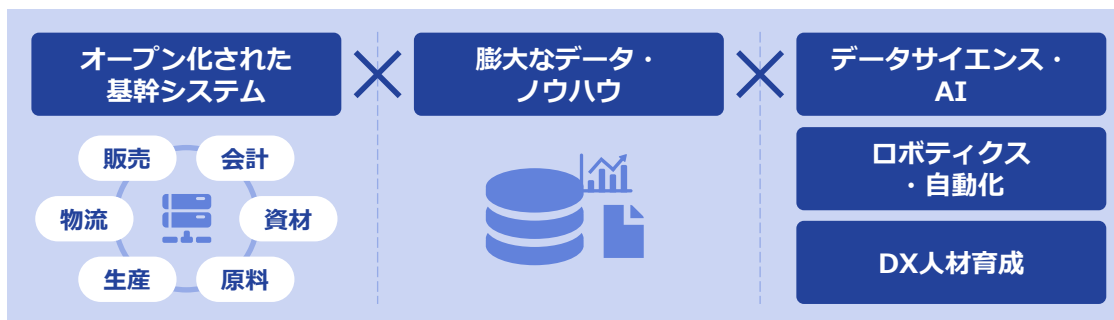 オープン化された
基幹システム
販売
会計
物流
資材
生産
原料
膨大なデータ・
ノウハウ
データサイエンス・
AI
ロボティクス
・自動化
DX人材育成